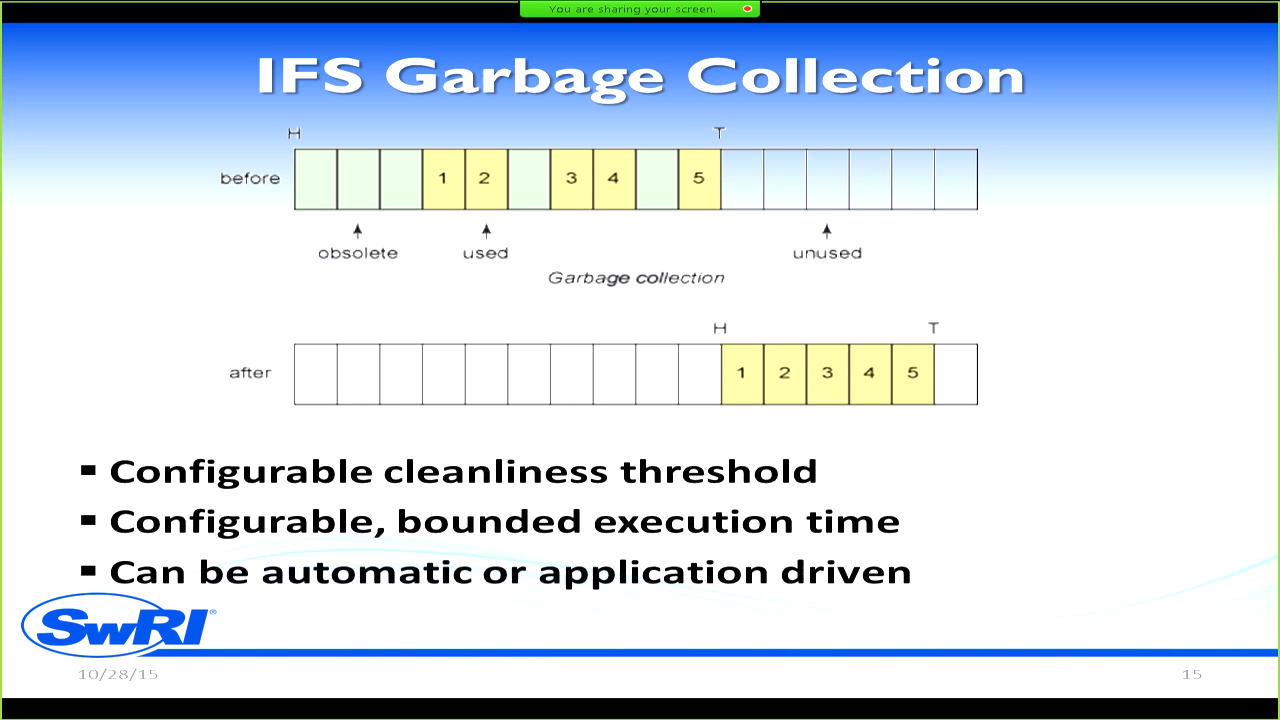 You are sharing your screen.
IFS Garbage Collection
H T
before 1 2 3 4 5
obsolete used unused
Garbage collection
H T
after 1 2 3 4 5
Configurable cleanliness threshold
Configurable, bounded execution time
Can be automatic or application driven
SwRI®
10/28/15 15